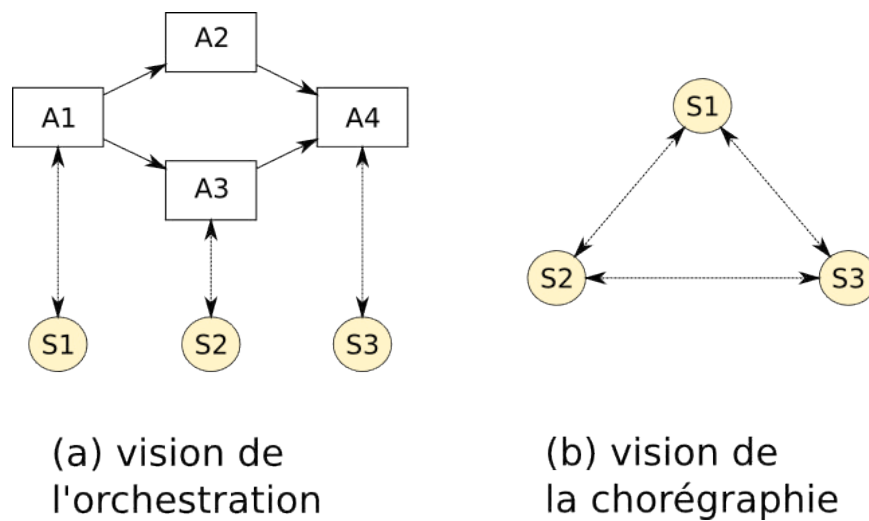 A2
A1
A4
A3
S1
S2
S3
(a) vision de
l'orchestration
S1
S2
S3
(b) vision de
la chorégraphie